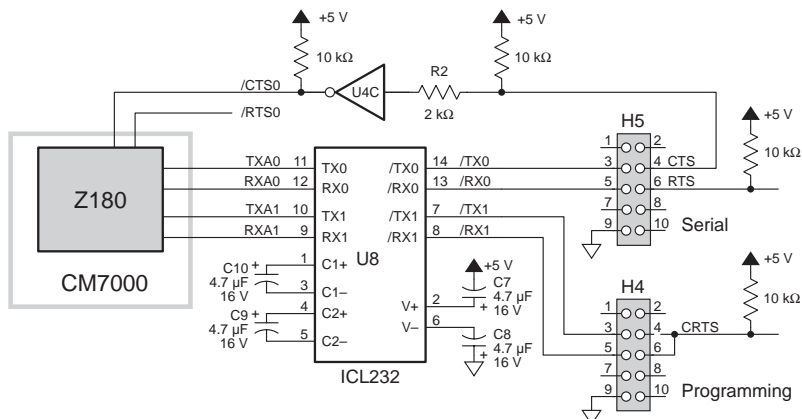 +5 V
+5 V
10 kΩ
10 kΩ
R2
/CTS0
U4C
2 kΩ
/RTS0
H5
+5 V
1 2
TXA0 11 TX0 /TX0 14 /TX0 3 4 CTS
10 kΩ
RXA0 12 RX0 /RX0 13 /RX0 5 6 RTS
Z180
TXA1 10 TX1 /TX1 7 /TX1 7 8
RXA1 9 RX1 /RX1 8 /RX1 9 10
Serial
U8
CM7000
C10 + 1 C1+
4.7 µF
16 V 3 C1–
C9 + 4 C2+
4.7 µF
16 V 5 C2–
+5 V
V+ 2
C7
4.7 µF
+ 16 V
V– 6
C8
4.7 µF
+ 16 V
ICL232
+5 V
H4
10 kΩ
1 2
3 4 CRTS
5 6
7 8
9 10 Programming